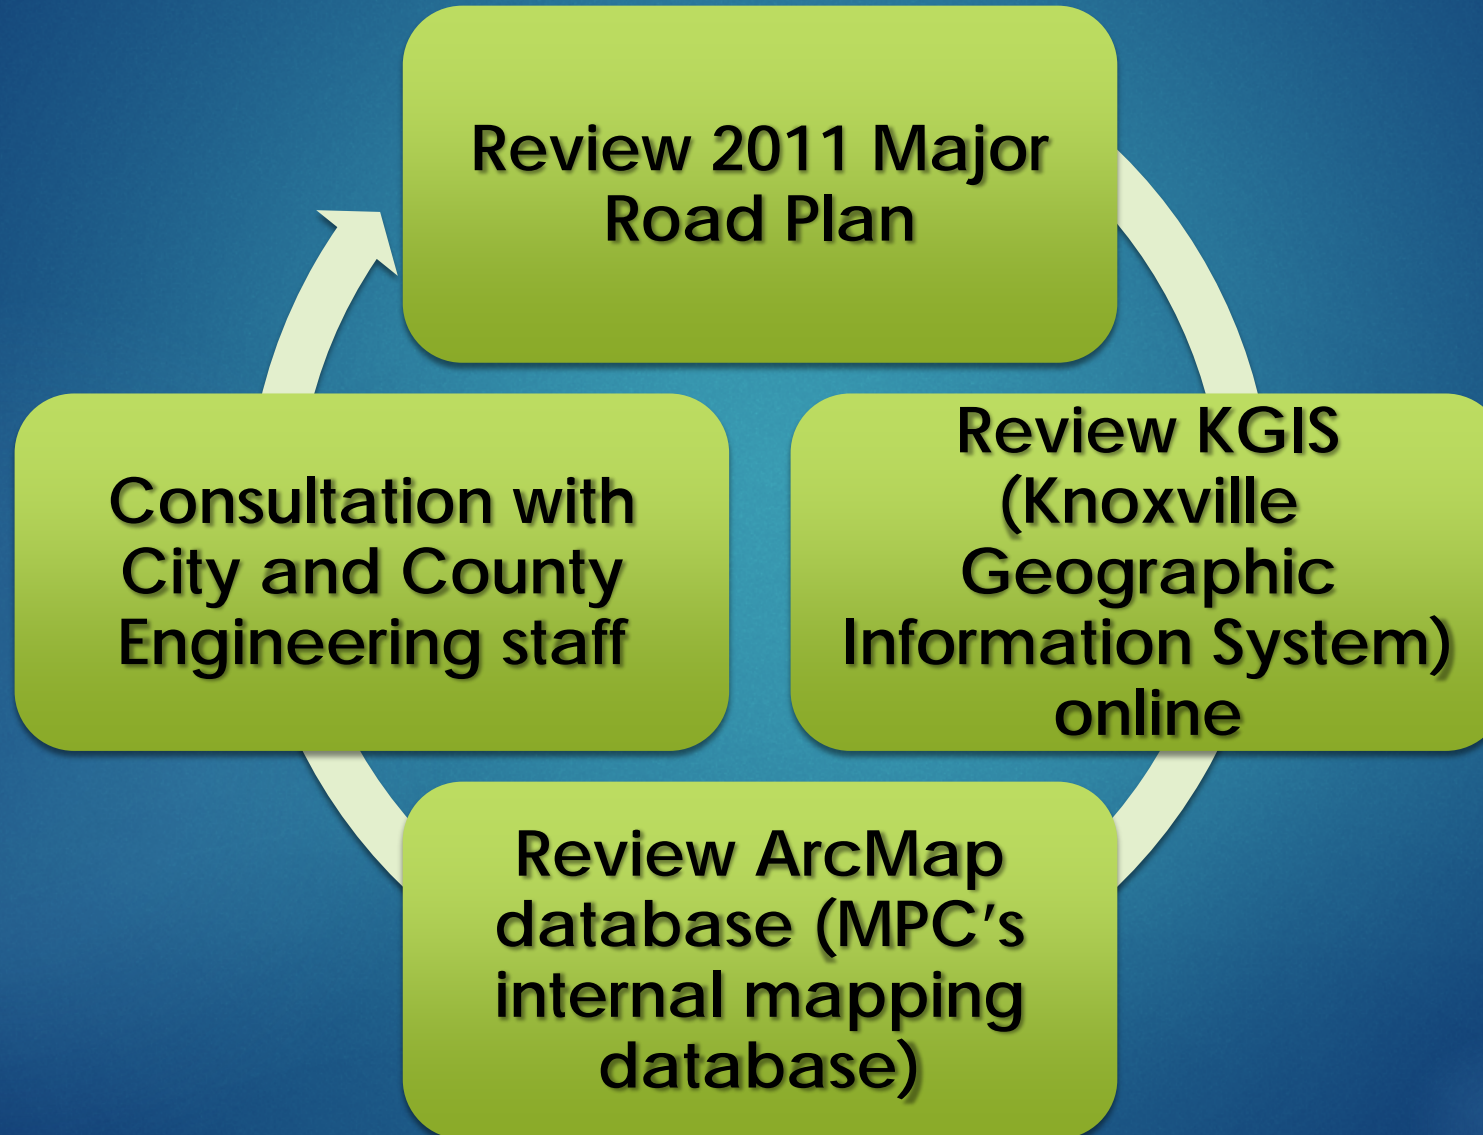 Review 2011 Major
Road Plan
Review KGIS
(Knoxville
Geographic
Information System)
online
Review ArcMap
database (MPC’s
internal mapping
database)
Consultation with
City and County
Engineering staff